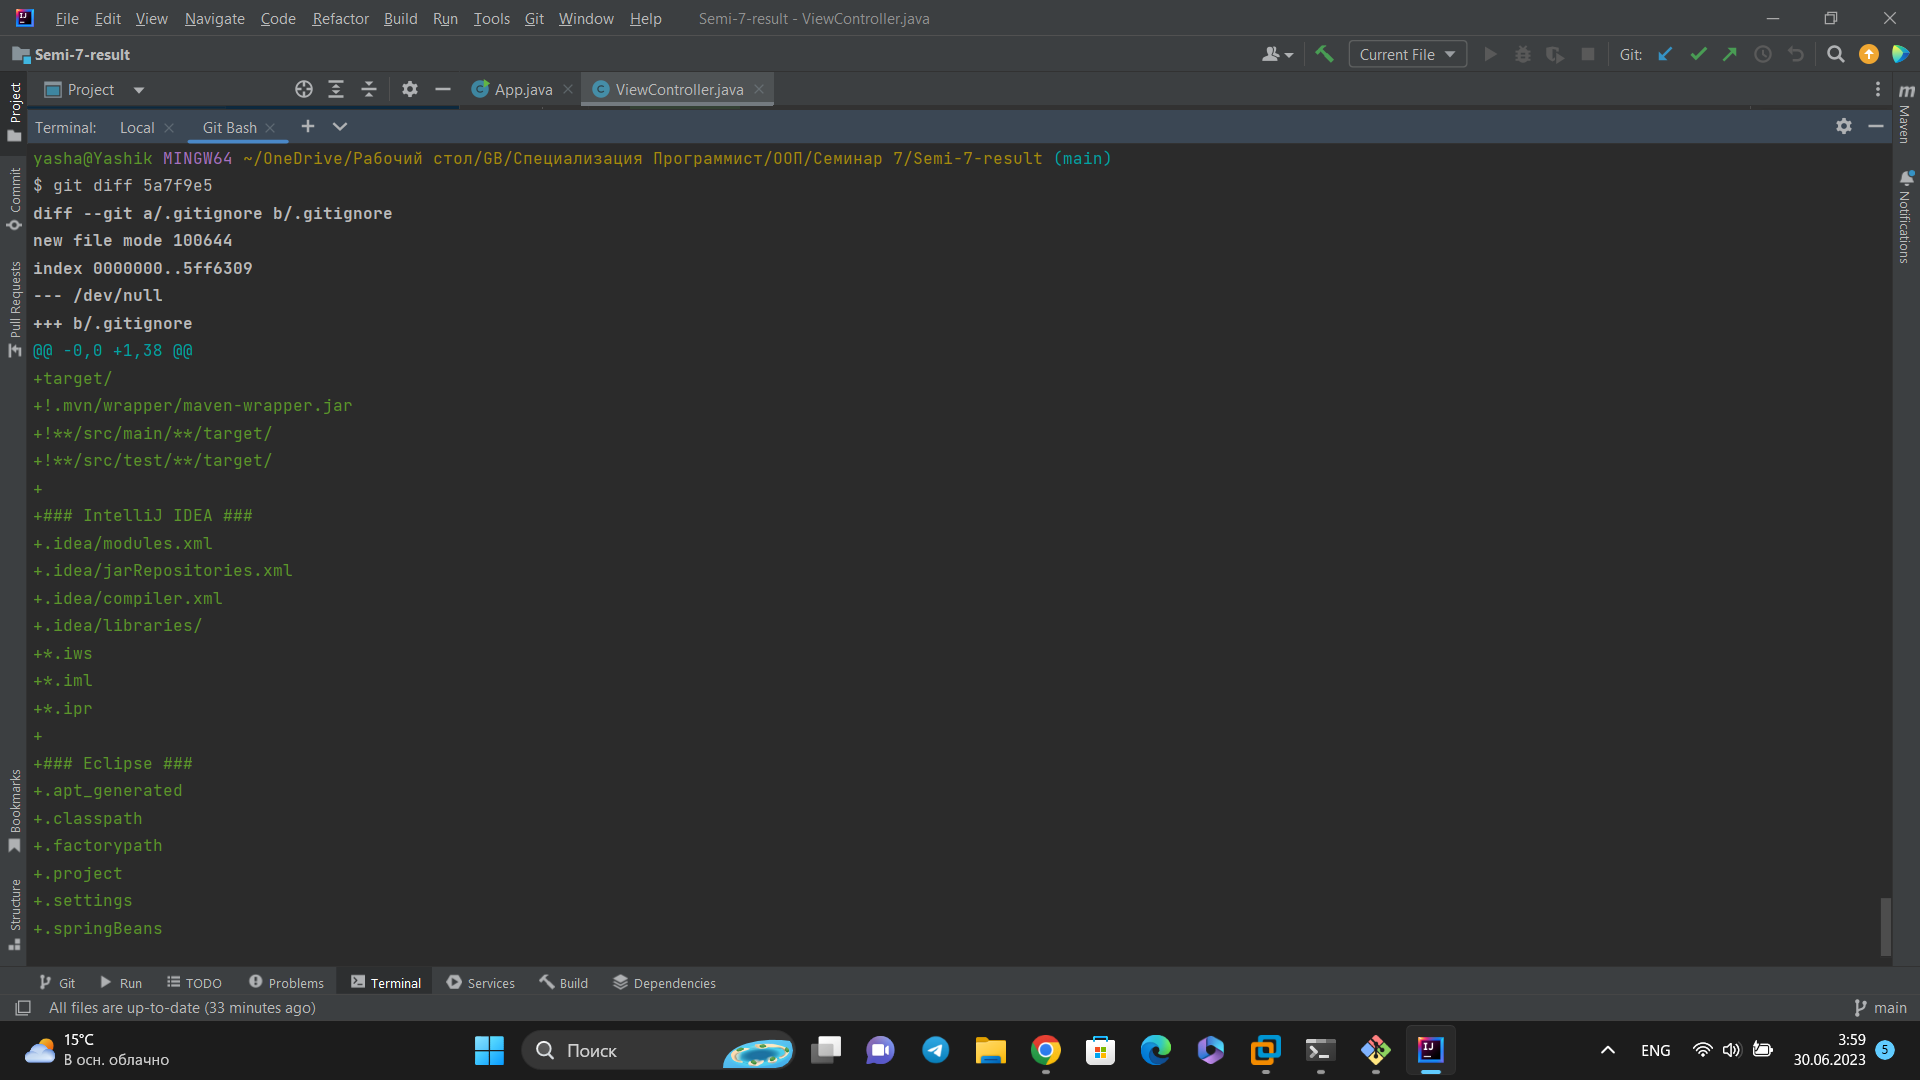 File Edit View Navigate Code Refactor Build Run Tools Git Window Help Semi-7-result - ViewController.java
Semi-7-result Current File Git:
Project App.java ViewController.java
Terminal: Local Git Bash
yasha@Yashik MINGW64 ~/OneDrive/Рабочий стол/GB/Специализация Программист/ООП/Семинар 7/Semi-7-result (main)
$ git diff 5a7f9e5
diff --git a/.gitignore b/.gitignore
new file mode 100644
index 0000000..5ff6309
--- /dev/null
+++ b/.gitignore
@@ -0,0 +1,38 @@
+target/
+!.mvn/wrapper/maven-wrapper.jar
+!**/src/main/**/target/
+!**/src/test/**/target/
+
+### IntelliJ IDEA ###
+.idea/modules.xml
+.idea/jarRepositories.xml
+.idea/compiler.xml
+.idea/libraries/
+*.iws
+*.iml
+*.ipr
+
+### Eclipse ###
+.apt_generated
+.classpath
+.factorypath
+.project
+.settings
+.springBeans
Project
Commit
Pull Requests
Bookmarks
Structure
Maven
Notifications
Git Run TODO Problems Terminal Services Build Dependencies
All files are up-to-date (33 minutes ago) main
15°C
В осн. облачно
Поиск
ENG
3:59
30.06.2023
5